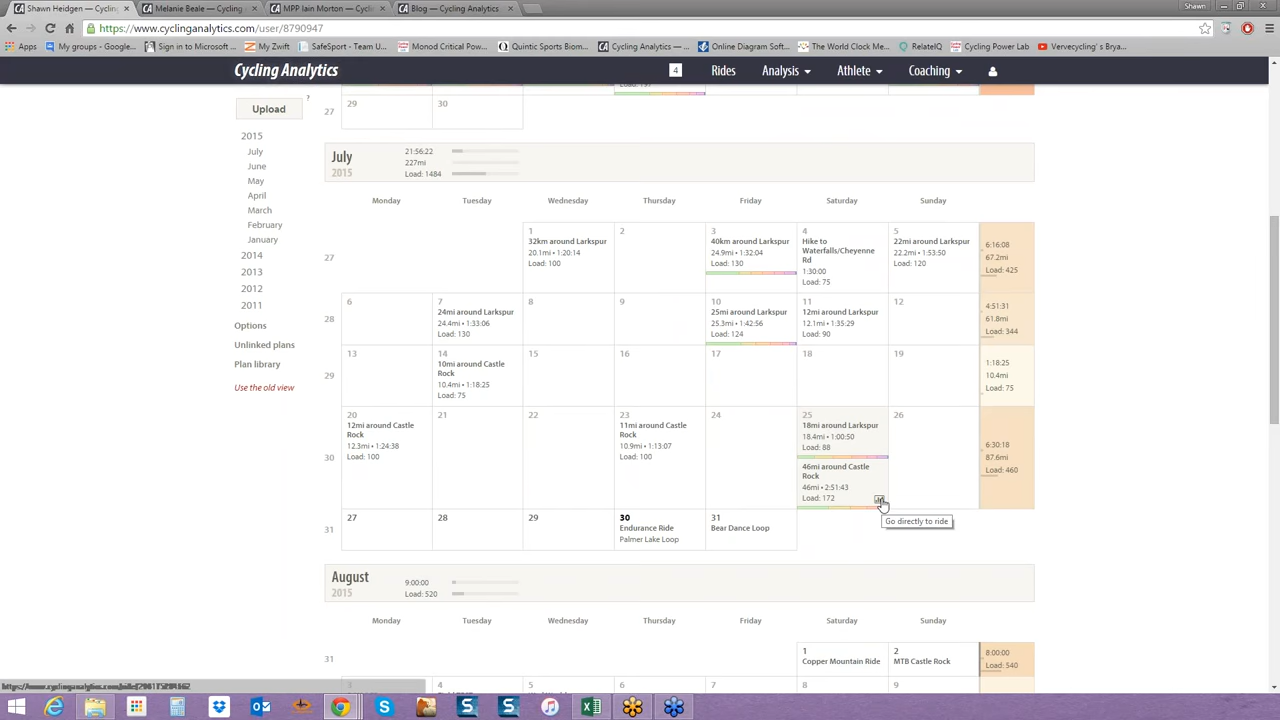 Shawn Heidgen — Cycling
Melanie Beale — Cycling
MPP Iain Morton — Cycli
Blog — Cycling Analytics
Shawn
https://www.cyclinganalytics.com/user/8790947
Apps
My groups - Google...
Sign in to Microsoft ...
My Zwift
SafeSport - Team U...
Monod Critical Pow...
Quintic Sports Biom...
Cycling Analytics — ...
Online Diagram Soft...
The World Clock Me...
RelateIQ
Cycling Power Lab
Vervecycling' s Brya...
Cycling Analytics
4
Rides
Analysis
Athlete
Coaching
Upload
?
2015
July
June
May
April
March
February
January
2014
2013
2012
2011
Options
Unlinked plans
Plan library
Use the old view
27
29
30
July
2015
21:56:22
227mi
Load: 1484
Monday
Tuesday
Wednesday
Thursday
Friday
Saturday
Sunday
27
1
32km around Larkspur
20.1mi • 1:20:14
Load: 100
2
3
40km around Larkspur
24.9mi • 1:32:04
Load: 130
4
Hike to
Waterfalls/Cheyenne
Rd
1:30:00
Load: 75
5
22mi around Larkspur
22.2mi • 1:53:50
Load: 120
6:16:08
67.2mi
Load: 425
28
6
7
24mi around Larkspur
24.4mi • 1:33:06
Load: 130
8
9
10
25mi around Larkspur
25.3mi • 1:42:56
Load: 124
11
12mi around Larkspur
12.1mi • 1:35:29
Load: 90
12
4:51:31
61.8mi
Load: 344
29
13
14
10mi around Castle
Rock
10.4mi • 1:18:25
Load: 75
15
16
17
18
19
1:18:25
10.4mi
Load: 75
30
20
12mi around Castle
Rock
12.3mi • 1:24:38
Load: 100
21
22
23
11mi around Castle
Rock
10.9mi • 1:13:07
Load: 100
24
25
18mi around Larkspur
18.4mi • 1:00:50
Load: 88
46mi around Castle
Rock
46mi • 2:51:43
Load: 172
26
6:30:18
87.6mi
Load: 460
Go directly to ride
31
27
28
29
30
Endurance Ride
Palmer Lake Loop
31
Bear Dance Loop
August
2015
9:00:00
Load: 520
Monday
Tuesday
Wednesday
Thursday
Friday
Saturday
Sunday
31
1
Copper Mountain Ride
2
MTB Castle Rock
8:00:00
Load: 540
3
4
5
6
7
8
9